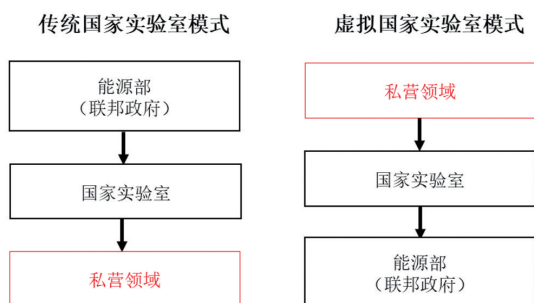 传统国家实验室模式
能源部
（联邦政府）
国家实验室
私营领域
虚拟国家实验室模式
私营领域
国家实验室
能源部
（联邦政府）